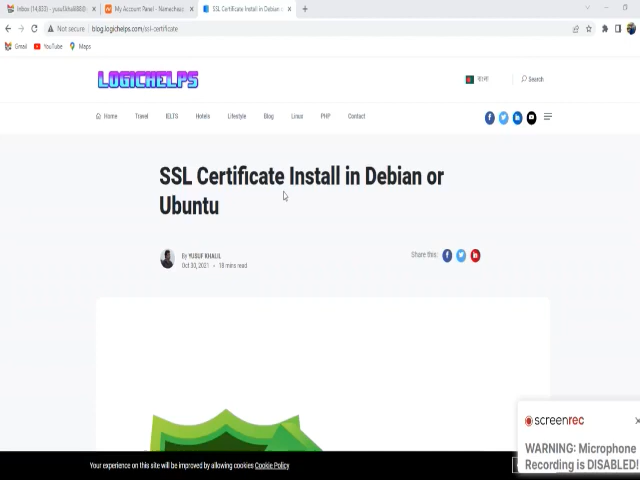 Inbox (14,833) - yusufkhalil88@
My Account Panel - Namecheap.c
SSL Certificate Install in Debian o
Not secure | blog.logichelps.com/ssl-certificate
Gmail YouTube Maps
LOGICHELPS
বাংলা Search
Home Travel IELTS Hotels Lifestyle Blog Linux PHP Contact
SSL Certificate Install in Debian or
Ubuntu
By YUSUF KHALIL
Oct 30, 2021 • 18 mins read
Share this:
screenrec
WARNING: Microphone
Recording is DISABLED!
Your experience on this site will be improved by allowing cookies Cookie Policy